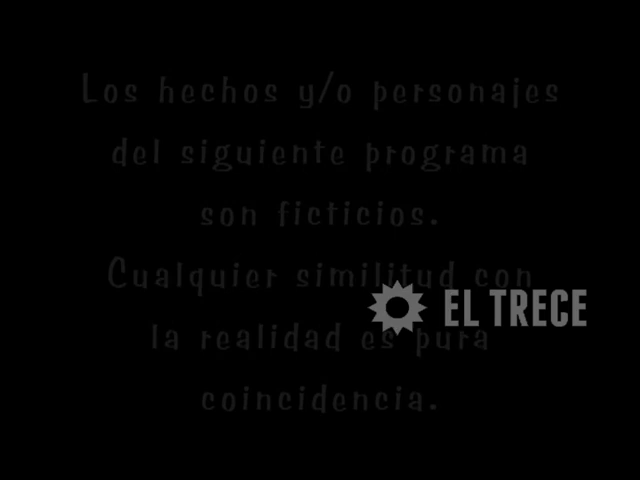 Los hechos y/o personajes
del siguiente programa
son ficticios.
Cualquier similitud con
la realidad es pura
coincidencia.
EL TRECE